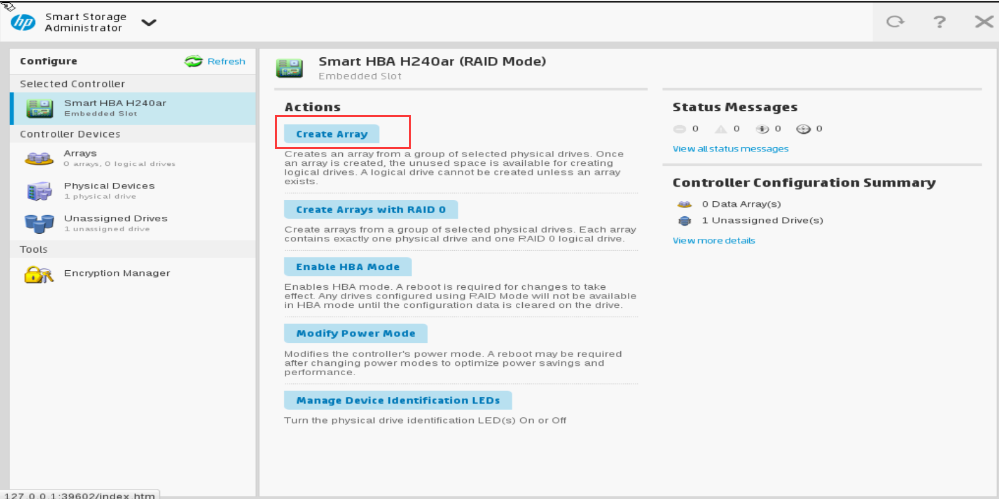 hp
Smart Storage
Administrator
?
Configure
Refresh
Selected Controller
Smart HBA H240ar
Embedded Slot
Controller Devices
Arrays
0 arrays, 0 logical drives
Physical Devices
1 physical drive
Unassigned Drives
1 unassigned drive
Tools
Encryption Manager
Smart HBA H240ar (RAID Mode)
Embedded Slot
Actions
Create Array
Creates an array from a group of selected physical drives. Once
an array is created, the unused space is available for creating
logical drives. A logical drive cannot be created unless an array
exists.
Create Arrays with RAID 0
Create arrays from a group of selected physical drives. Each array
contains exactly one physical drive and one RAID 0 logical drive.
Enable HBA Mode
Enables HBA mode. A reboot is required for changes to take
effect. Any drives configured using RAID Mode will not be available
in HBA mode until the configuration data is cleared on the drive.
Modify Power Mode
Modifies the controller's power mode. A reboot may be required
after changing power modes to optimize power savings and
performance.
Manage Device Identification LEDs
Turn the physical drive identification LED(s) On or Off
Status Messages
0 0 0 0
View all status messages
Controller Configuration Summary
0 Data Array(s)
1 Unassigned Drive(s)
View more details
127.0.0.1:39602/index.htm